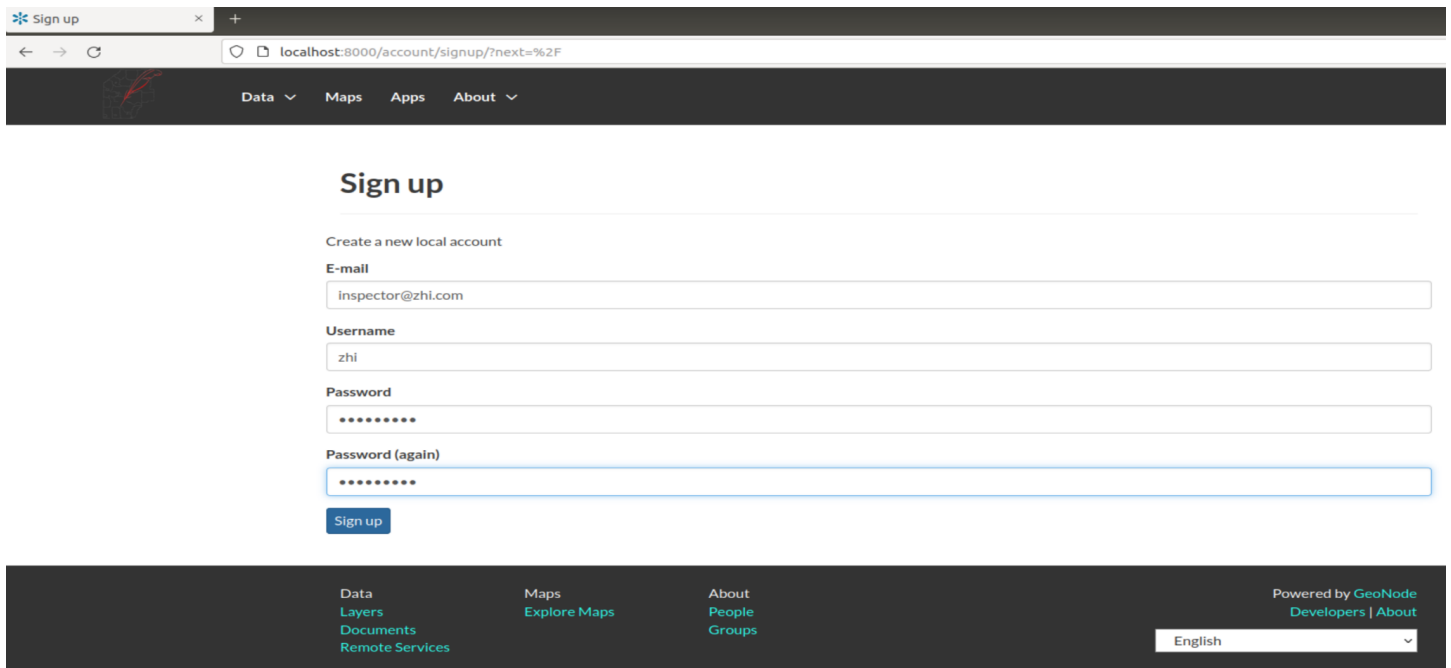 Sign up
localhost:8000/account/signup/?next=%2F
Data Maps Apps About
Sign up
Create a new local account
E-mail
inspector@zhi.com
Username
zhi
Password
•••••••••
Password (again)
•••••••••
Sign up
Data Maps About Powered by GeoNode
Layers Explore Maps People Developers | About
Documents Groups
Remote Services English